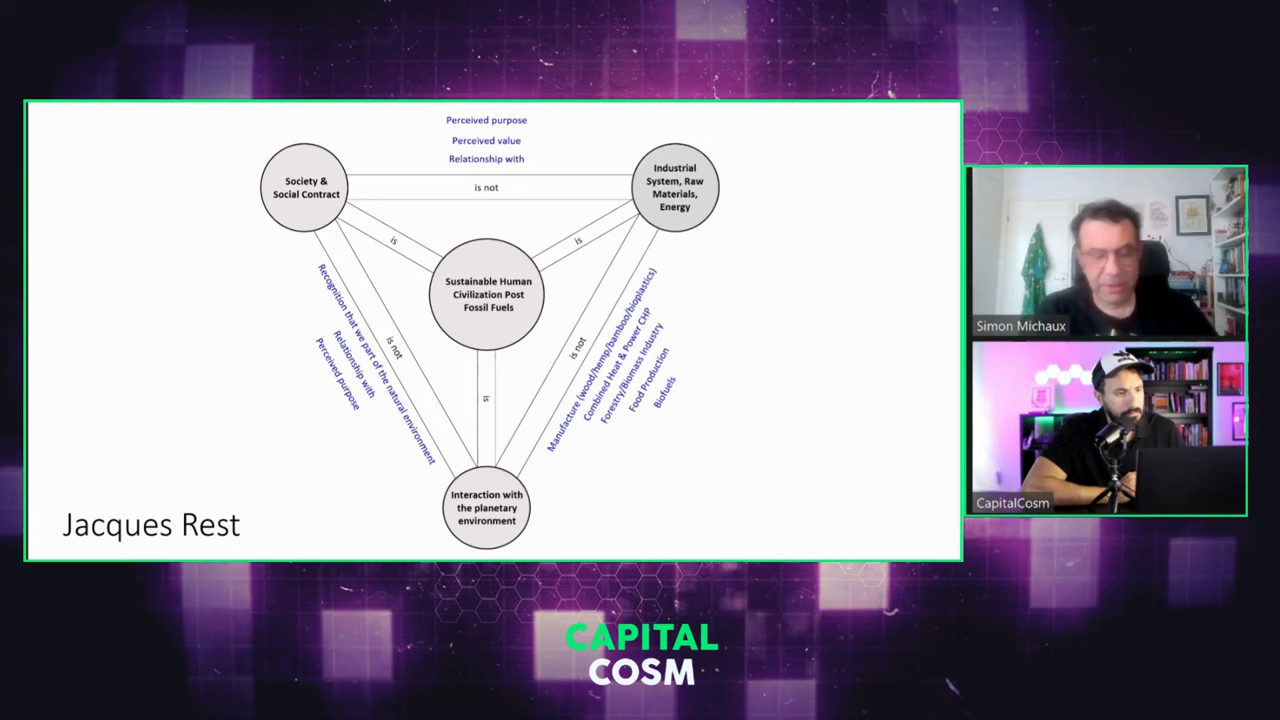 Perceived purpose
Perceived value
Relationship with
Society &
Social Contract
is not
Industrial
System, Raw
Materials,
Energy
is
is
Sustainable Human
Civilization Post
Fossil Fuels
Recognition that we part of the natural environment
Relationship with
Perceived purpose
is not
is
is not
Manufacture (wood/hemp/bamboo/bioplastics)
Combined Heat & Power CHP
Forestry/Biomass Industry
Food Production
Biofuels
Interaction with
the planetary
environment
Jacques Rest
Simon Michaux
CapitalCosm
CAPITAL
COSM